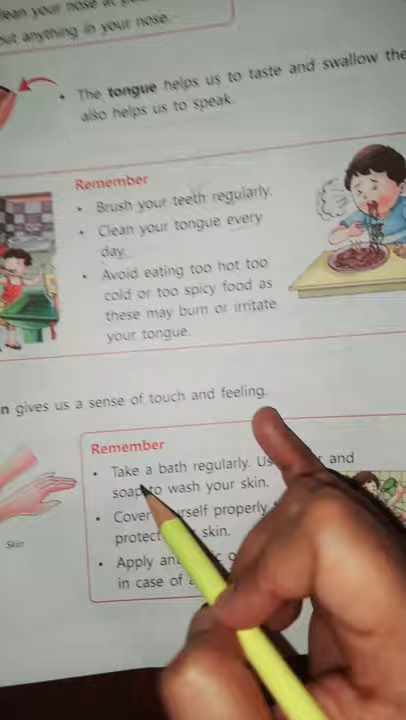 lean your nose at
out anything in your nose.
• The tongue helps us to taste and swallow the
also helps us to speak.
Remember
• Brush your teeth regularly.
• Clean your tongue every
day.
• Avoid eating too hot too
cold or too spicy food as
these may burn or irritate
your tongue.
n gives us a sense of touch and feeling.
Remember
• Take a bath regularly. Us and
soap to wash your skin.
• Cover rself properly
protect skin.
• Apply an
in case of
Skin